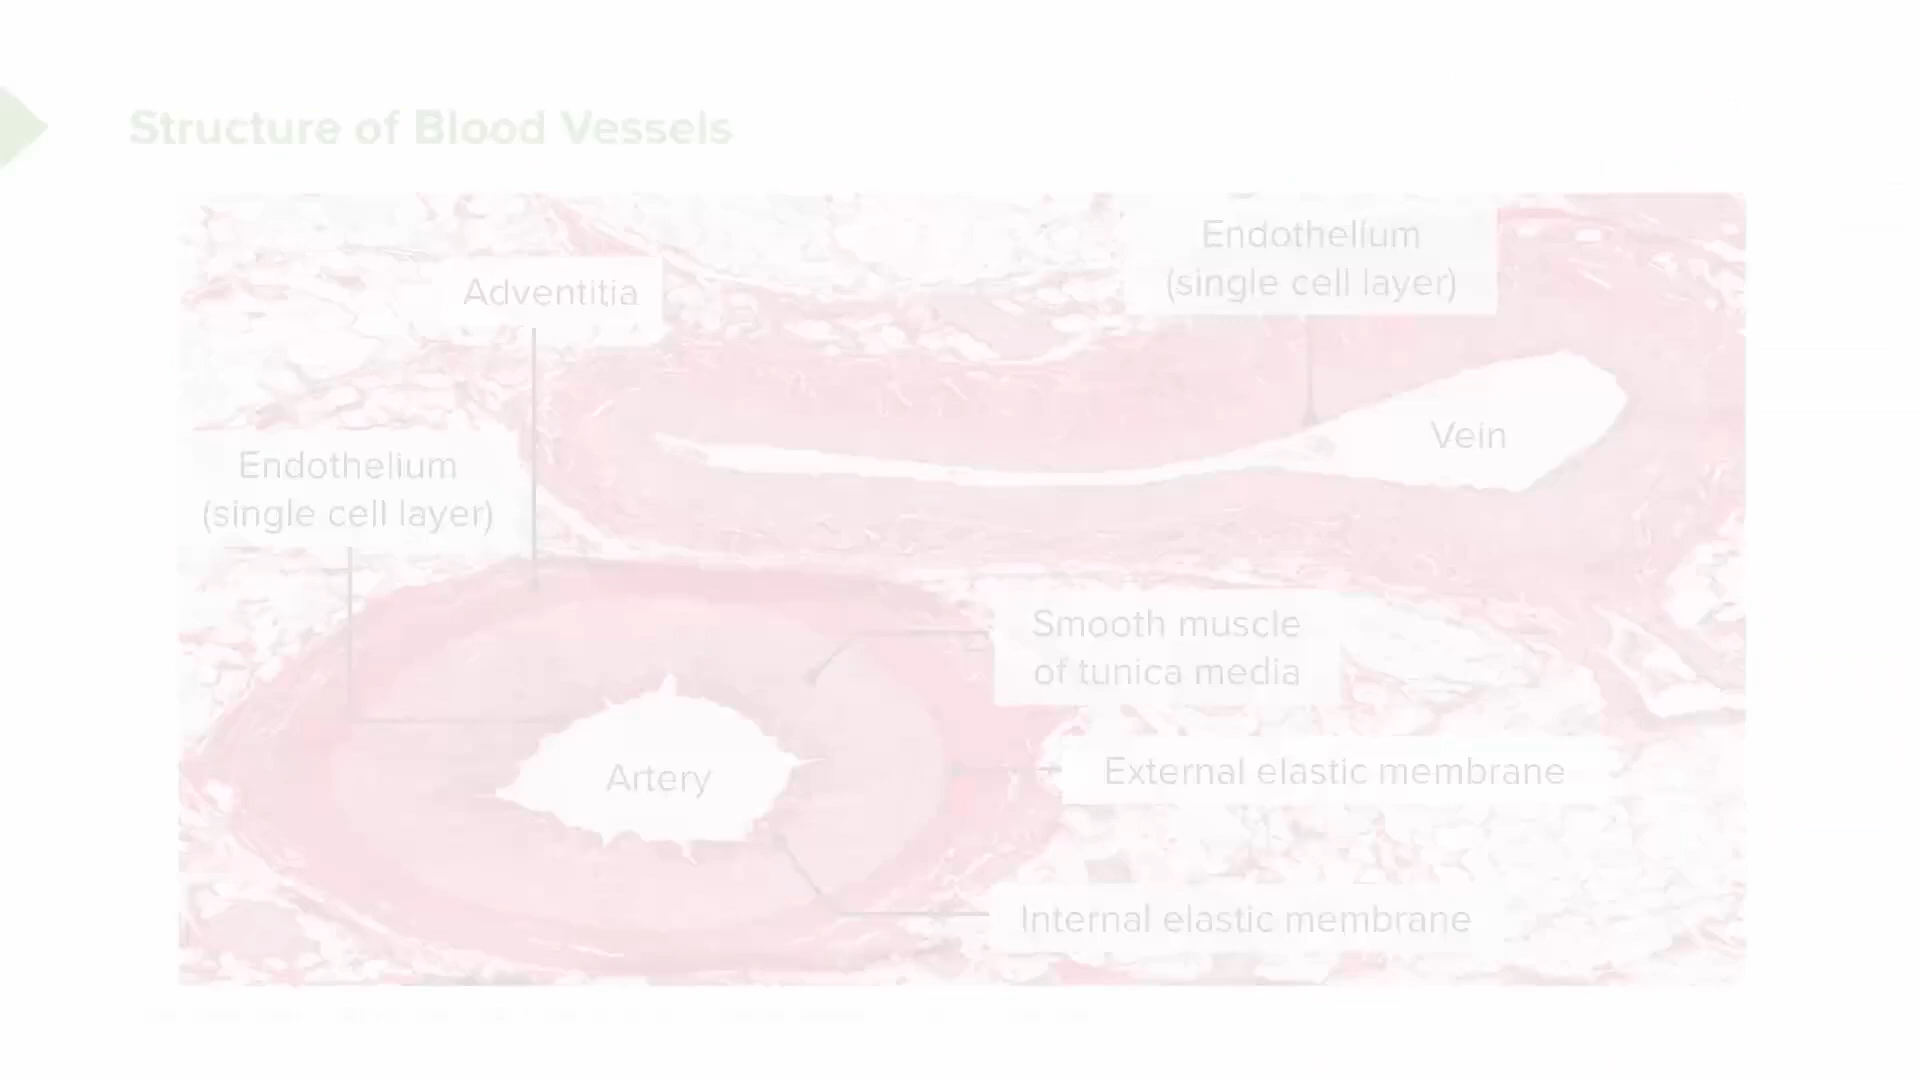 Structure of Blood Vessels
Endothelium
(single cell layer)
Adventitia
Vein
Endothelium
(single cell layer)
Smooth muscle
of tunica media
Artery
External elastic membrane
Internal elastic membrane